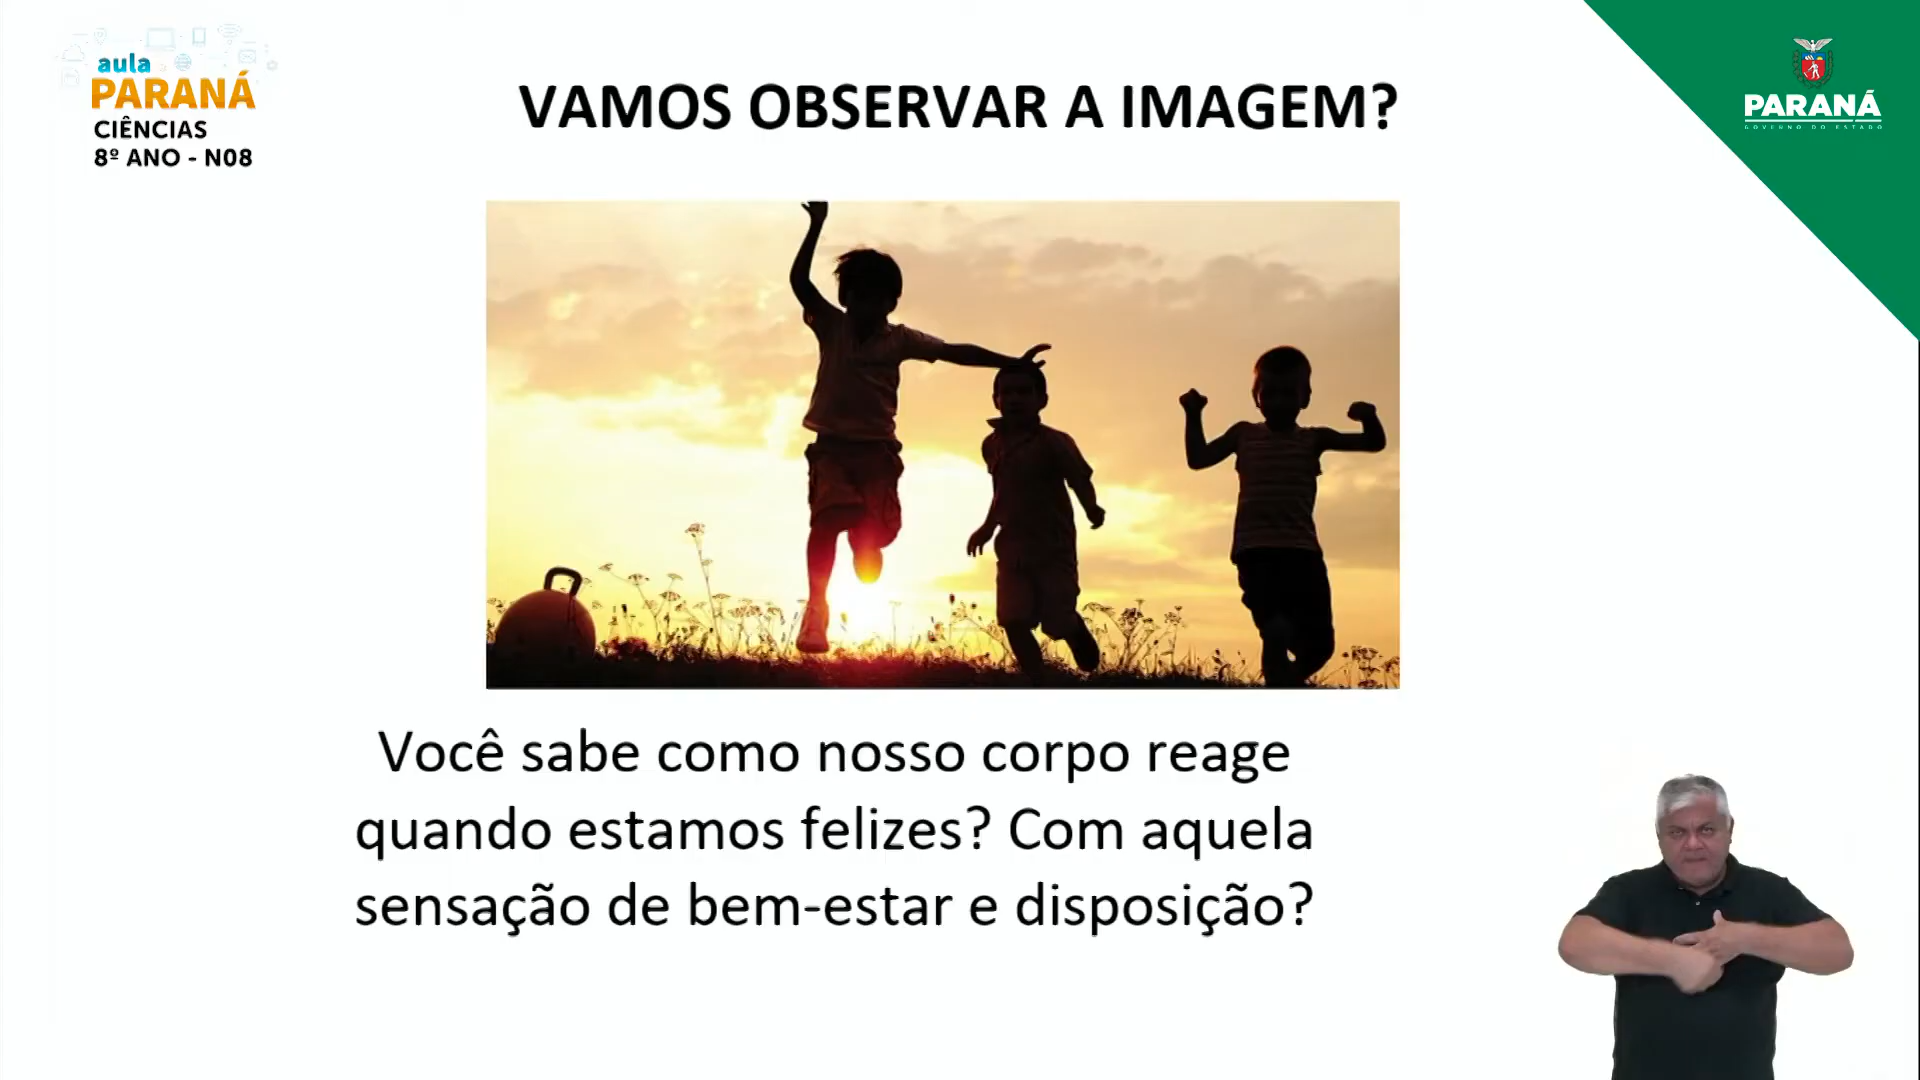 aula
PARANÁ
CIÊNCIAS
8º ANO - N08
VAMOS OBSERVAR A IMAGEM?
PARANÁ
GOVERNO DO ESTADO
Você sabe como nosso corpo reage
quando estamos felizes? Com aquela
sensação de bem-estar e disposição?